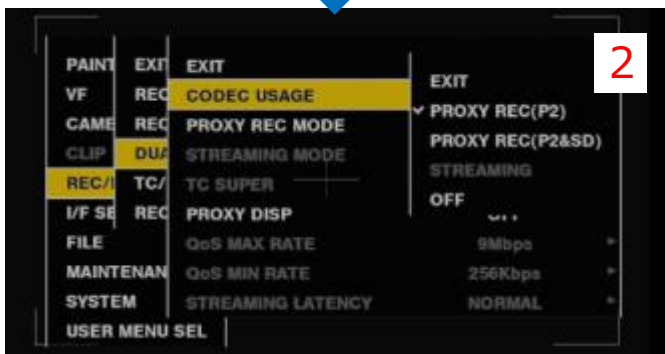 2
PAINT
VF
CAME
CLIP
REC/I
I/F SE
FILE
MAINTENAN
SYSTEM
USER MENU SEL
EXIT
REC
REC
DUA
TC/
REC
EXIT
CODEC USAGE
PROXY REC MODE
STREAMING MODE
TC SUPER
PROXY DISP
QoS MAX RATE 9Mbps
QoS MIN RATE 256Kbps
STREAMING LATENCY NORMAL
EXIT
PROXY REC(P2)
PROXY REC(P2&SD)
STREAMING
OFF